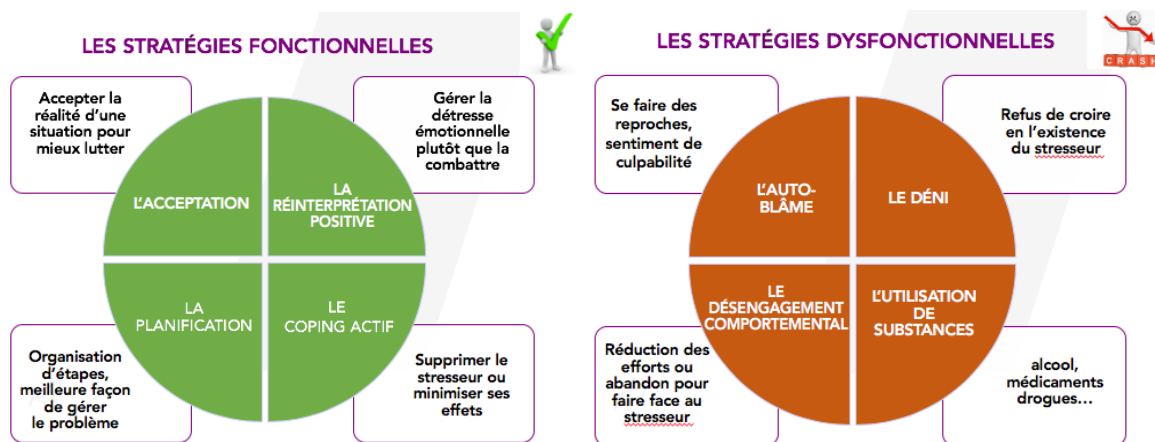 LES STRATÉGIES FONCTIONNELLES
Accepter la
réalité d'une
situation pour
mieux lutter
Gérer la
détresse
émotionnelle
plutôt que la
combattre
L'ACCEPTATION
LA
RÉINTERPRÉTATION
POSITIVE
LA
PLANIFICATION
LE
COPING ACTIF
Organisation
d'étapes,
meilleure façon
de gérer
le problème
Supprimer le
stresseur ou
minimiser ses
effets
LES STRATÉGIES DYSFONCTIONNELLES
CRASH
Se faire des
reproches,
sentiment de
culpabilité
Refus de croire
en l'existence
du stresseur
L'AUTO-
BLÂME
LE DÉNI
LE
DÉSENGAGEMENT
COMPORTEMENTAL
L'UTILISATION
DE
SUBSTANCES
Réduction des
efforts ou
abandon pour
faire face au
stresseur
alcool,
médicaments
drogues...